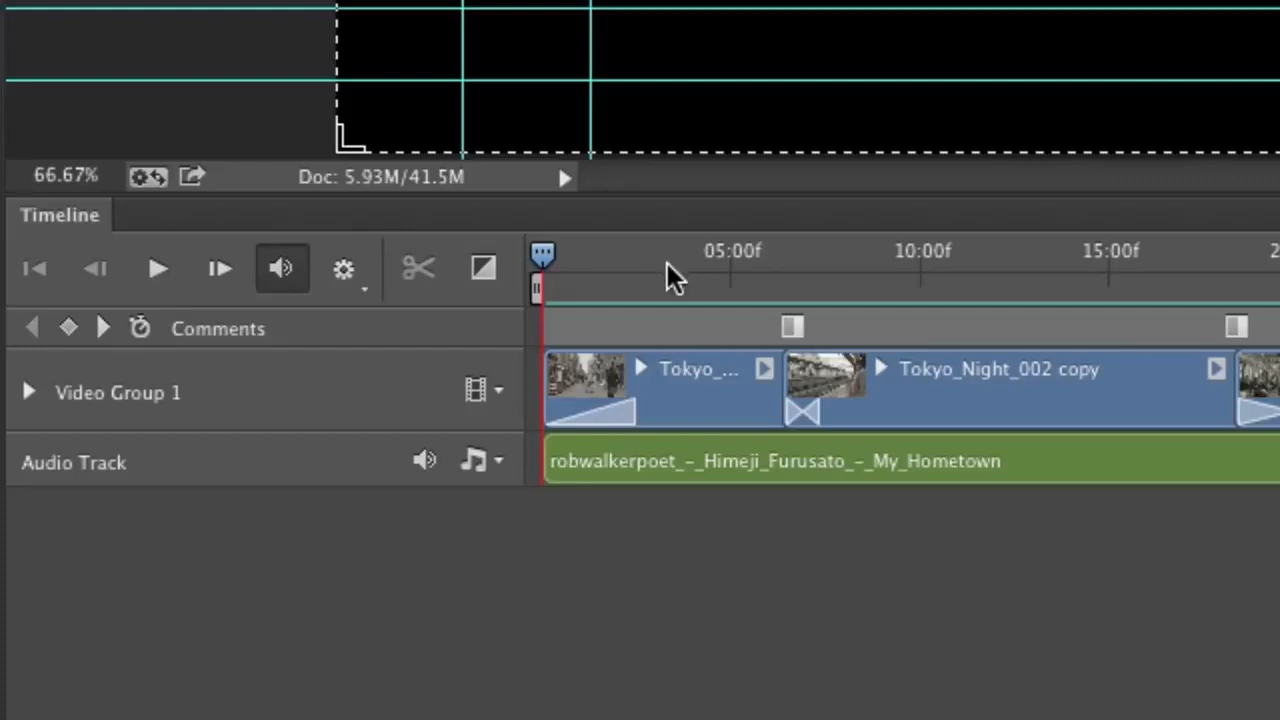 66.67%
Doc: 5.93M/41.5M
Timeline
05:00f 10:00f 15:00f 2
Comments
Video Group 1
Tokyo_...
Tokyo_Night_002 copy
Audio Track
robwalkerpoet_-_Himeji_Furusato_-_My_Hometown